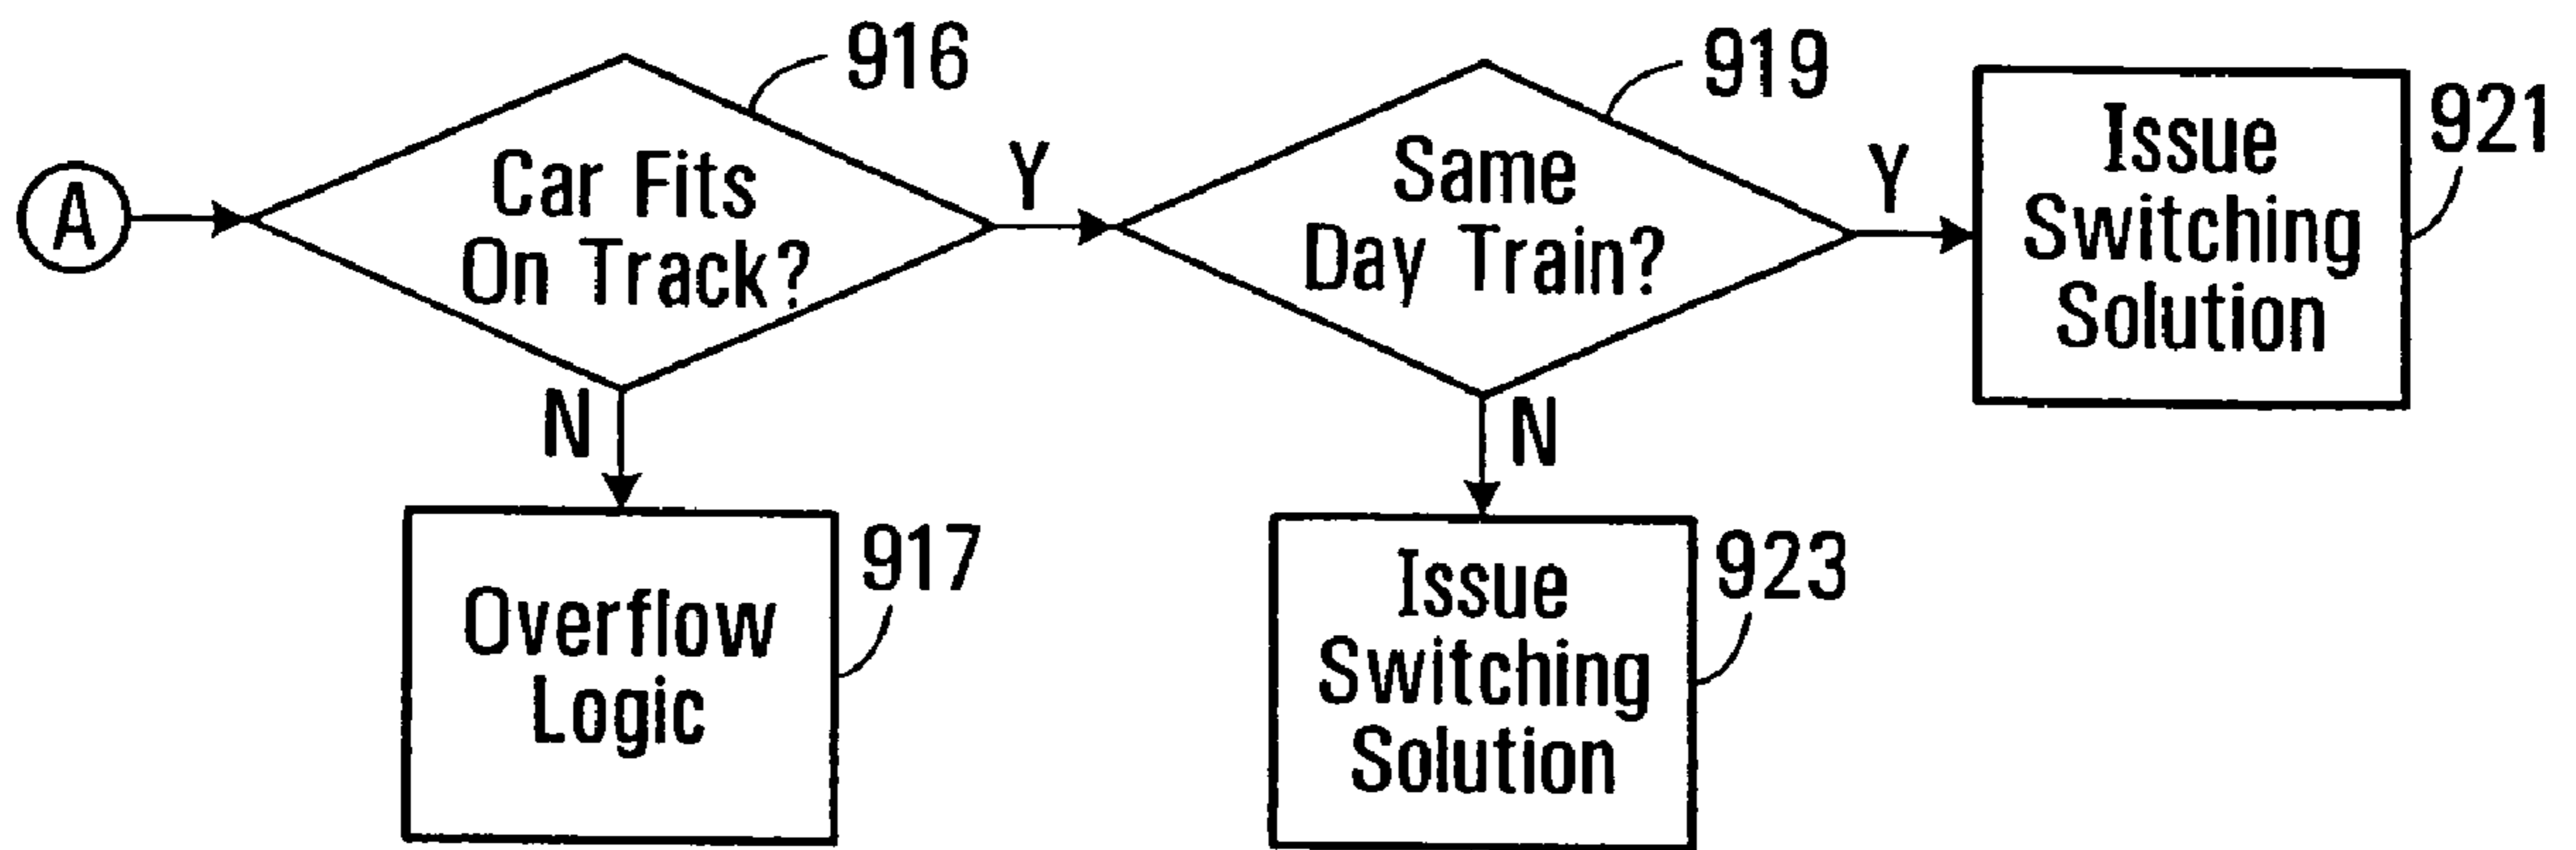 A
916
Car Fits
On Track?
Y
N
917
Overflow
Logic
919
Same
Day Train?
Y
N
923
Issue
Switching
Solution
921
Issue
Switching
Solution